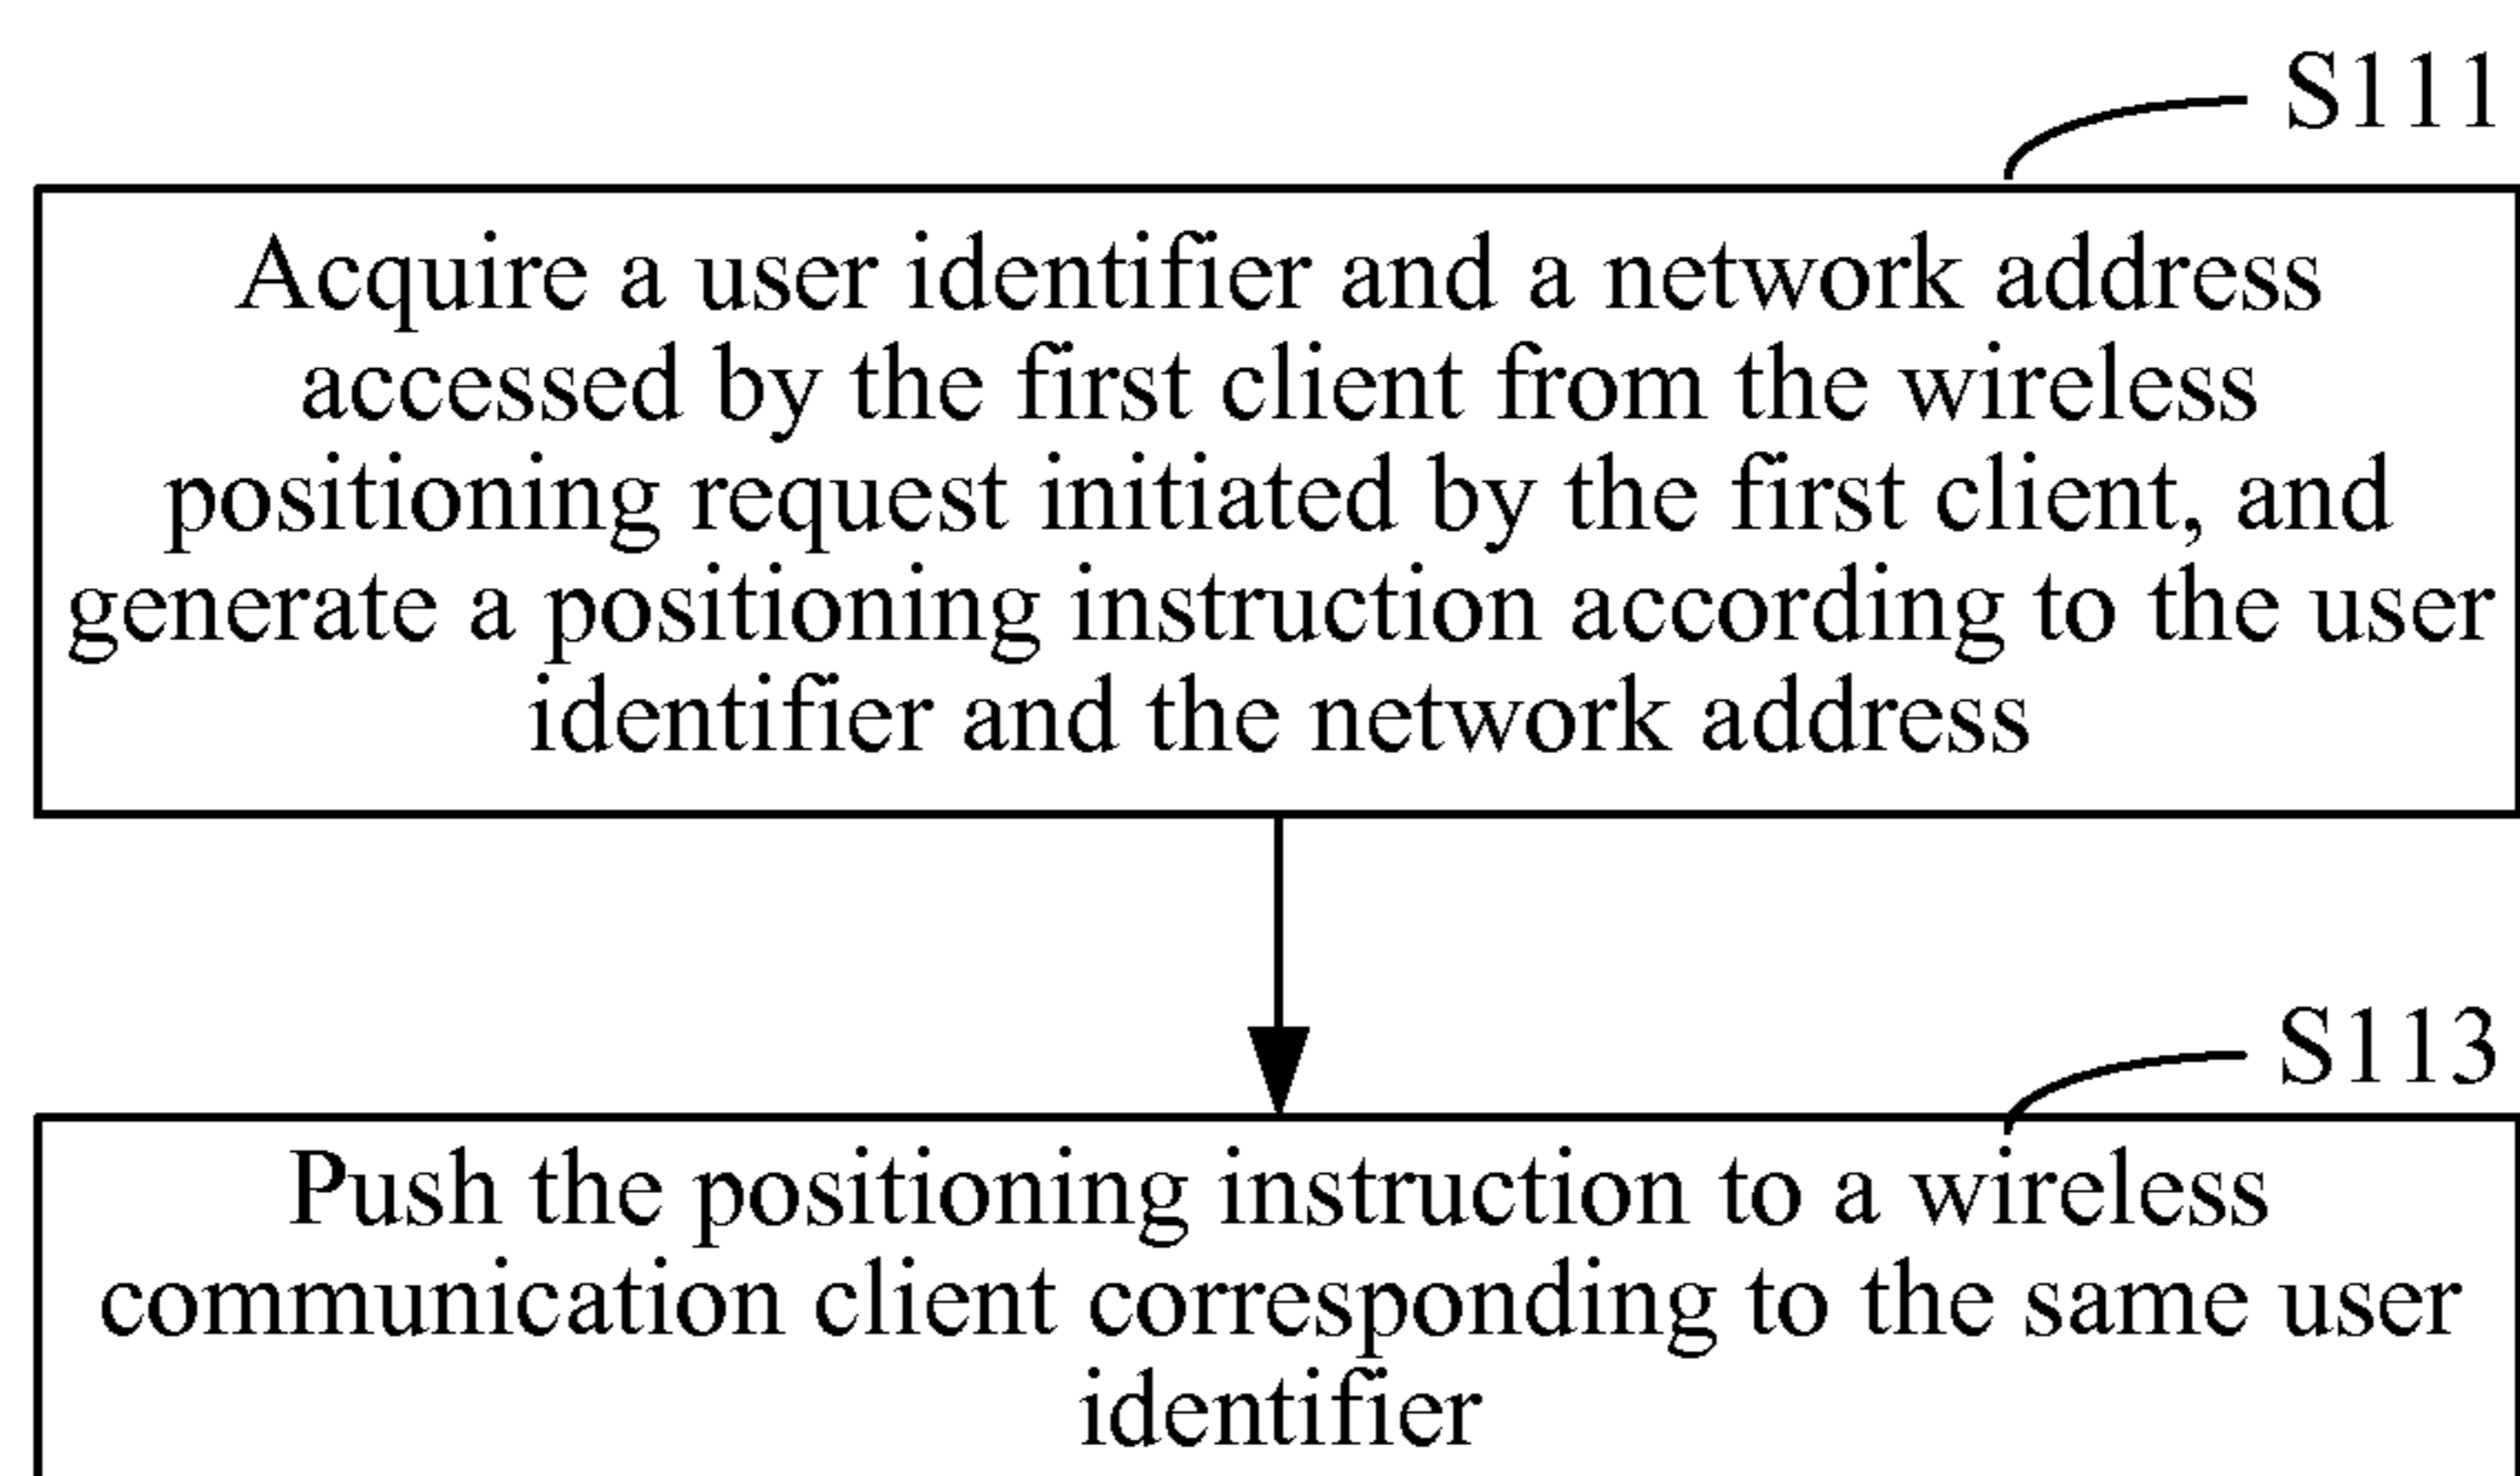 S111
Acquire a user identifier and a network address
accessed by the first client from the wireless
positioning request initiated by the first client, and
generate a positioning instruction according to the user
identifier and the network address
S113
Push the positioning instruction to a wireless
communication client corresponding to the same user
identifier